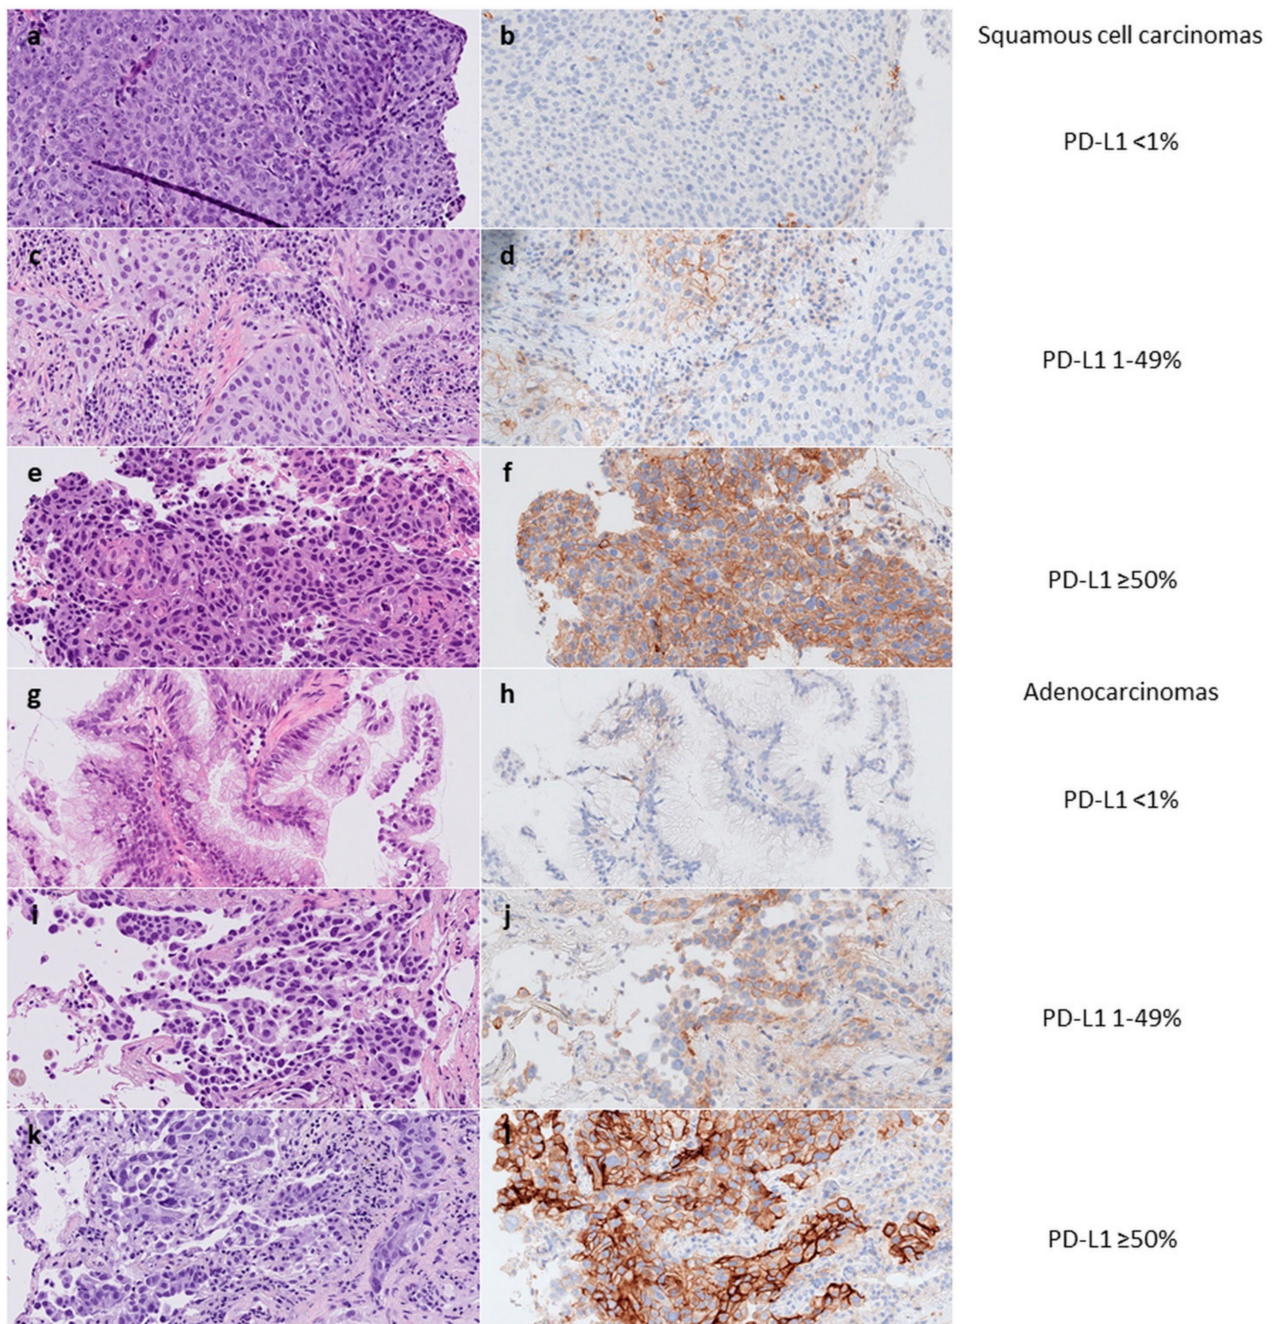 a
b
Squamous cell carcinomas
PD-L1 <1%
c
d
PD-L1 1-49%
e
f
PD-L1 ≥50%
g
h
Adenocarcinomas
PD-L1 <1%
i
j
PD-L1 1-49%
k
l
PD-L1 ≥50%